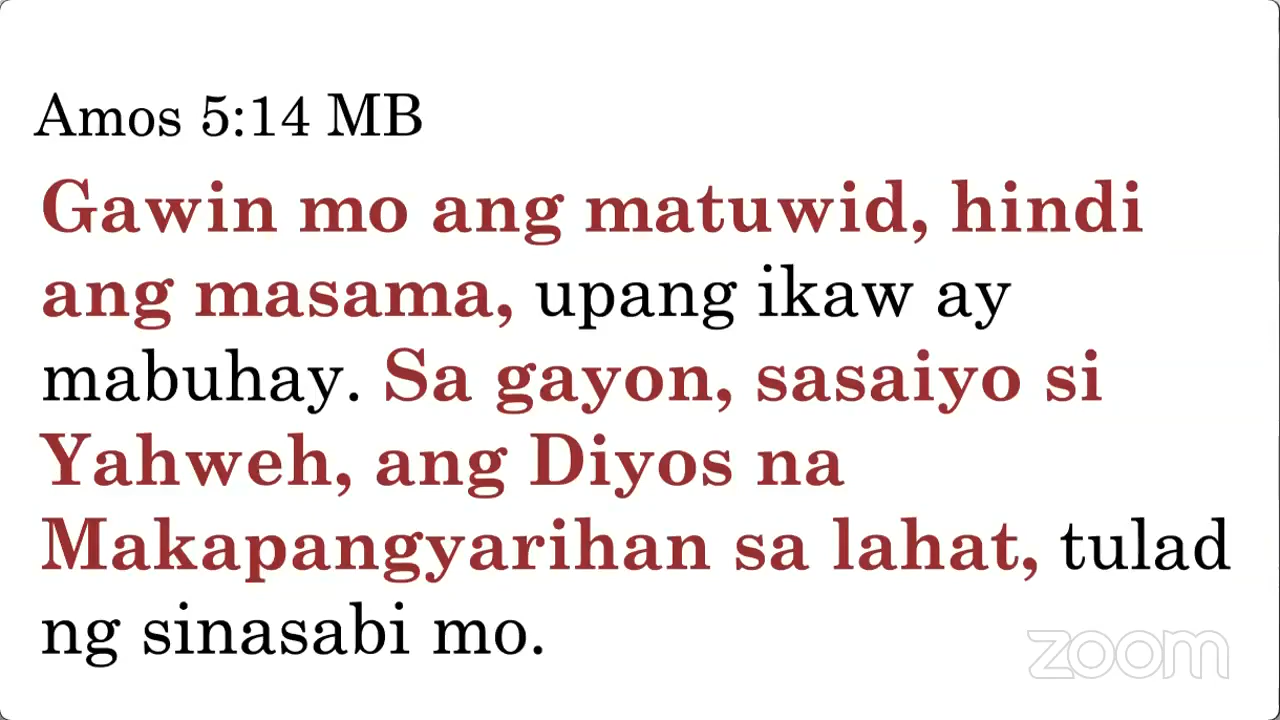 Amos 5:14 MB
Gawin mo ang matuwid, hindi
ang masama, upang ikaw ay
mabuhay. Sa gayon, sasaiyo si
Yahweh, ang Diyos na
Makapangyarihan sa lahat, tulad
ng sinasabi mo.
zoom